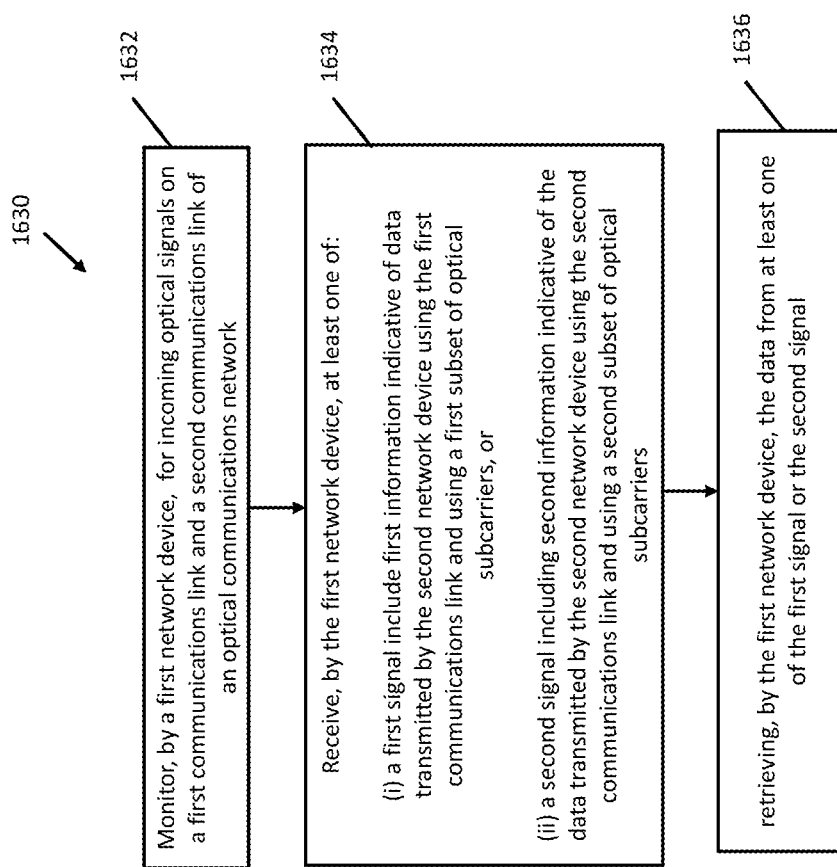 1630
Monitor, by a first network device, for incoming optical signals on
a first communications link and a second communications link of
an optical communications network
1632
Receive, by the first network device, at least one of:
(i) a first signal include first information indicative of data
transmitted by the second network device using the first
communications link and using a first subset of optical
subcarriers, or
(ii) a second signal including second information indicative of the
data transmitted by the second network device using the second
communications link and using a second subset of optical
subcarriers
1634
retrieving, by the first network device, the data from at least one
of the first signal or the second signal
1636